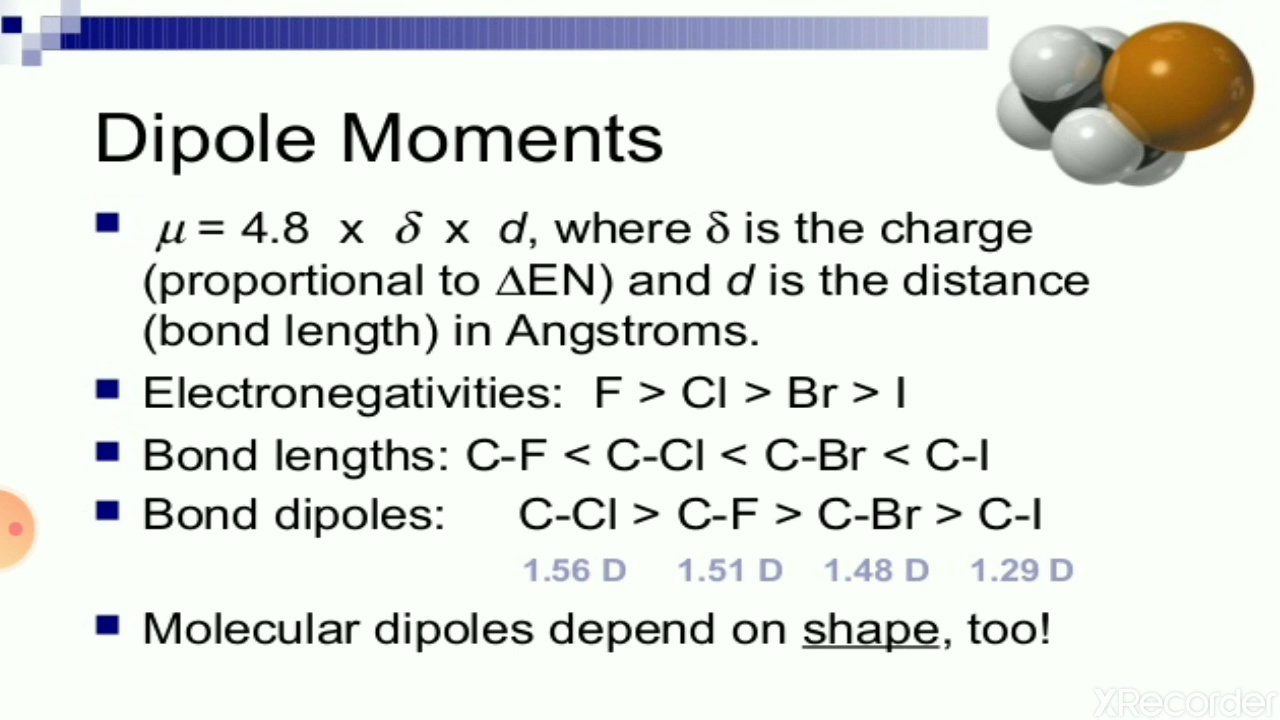 Dipole Moments
μ = 4.8 x δ x d, where δ is the charge
(proportional to ΔEN) and d is the distance
(bond length) in Angstroms.
Electronegativities: F > Cl > Br > I
Bond lengths: C-F < C-Cl < C-Br < C-I
Bond dipoles: C-Cl > C-F > C-Br > C-I
1.56 D 1.51 D 1.48 D 1.29 D
Molecular dipoles depend on shape, too!
XRecorder